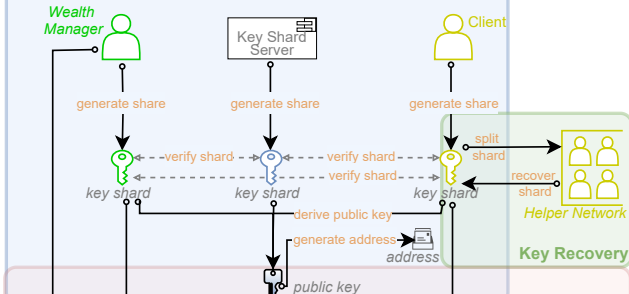 Wealth
Manager
Key Shard
Server
Client
generate share
generate share
generate share
split
shard
verify shard
verify shard
verify shard
recover
shard
key shard
key shard
key shard
Helper Network
derive public key
generate address
address
Key Recovery
public key